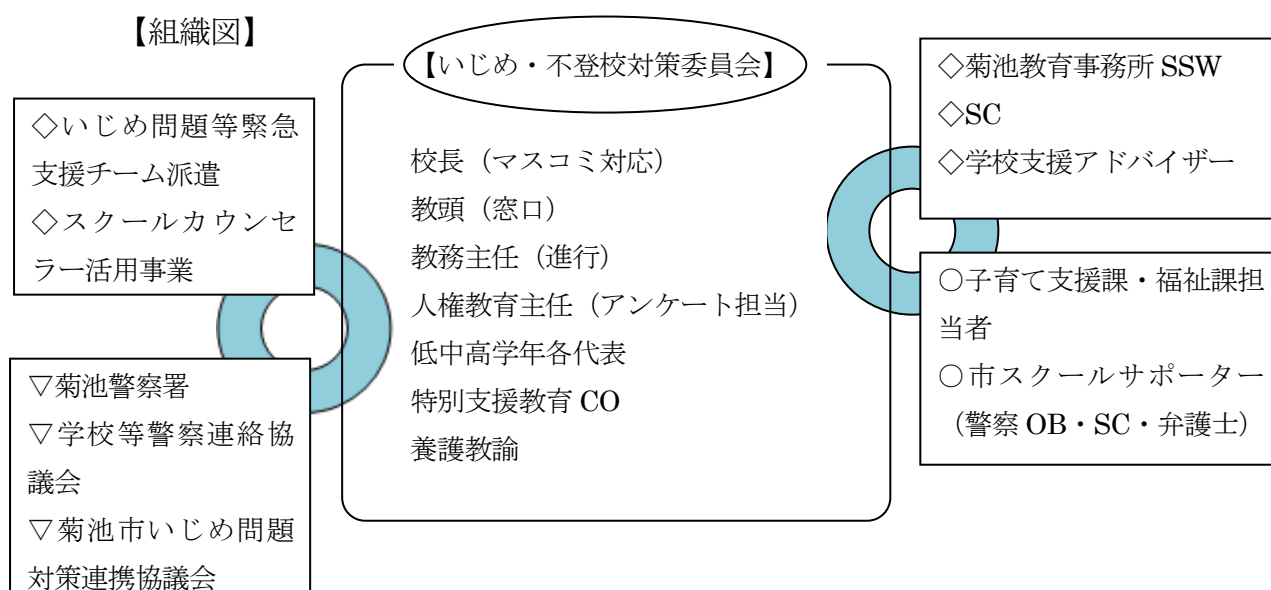 【組織図】
【いじめ・不登校対策委員会】
校長（マスコミ対応）
教頭（窓口）
教務主任（進行）
人権教育主任（アンケート担当）
低中高学年各代表
特別支援教育 CO
養護教諭
◇いじめ問題等緊急
支援チーム派遣
◇スクールカウンセ
ラー活用事業
▽菊池警察署
▽学校等警察連絡協
議会
▽菊池市いじめ問題
対策連携協議会
◇菊池教育事務所 SSW
◇SC
◇学校支援アドバイザー
○子育て支援課・福祉課担
当者
○市スクールサポーター
（警察 OB・SC・弁護士）